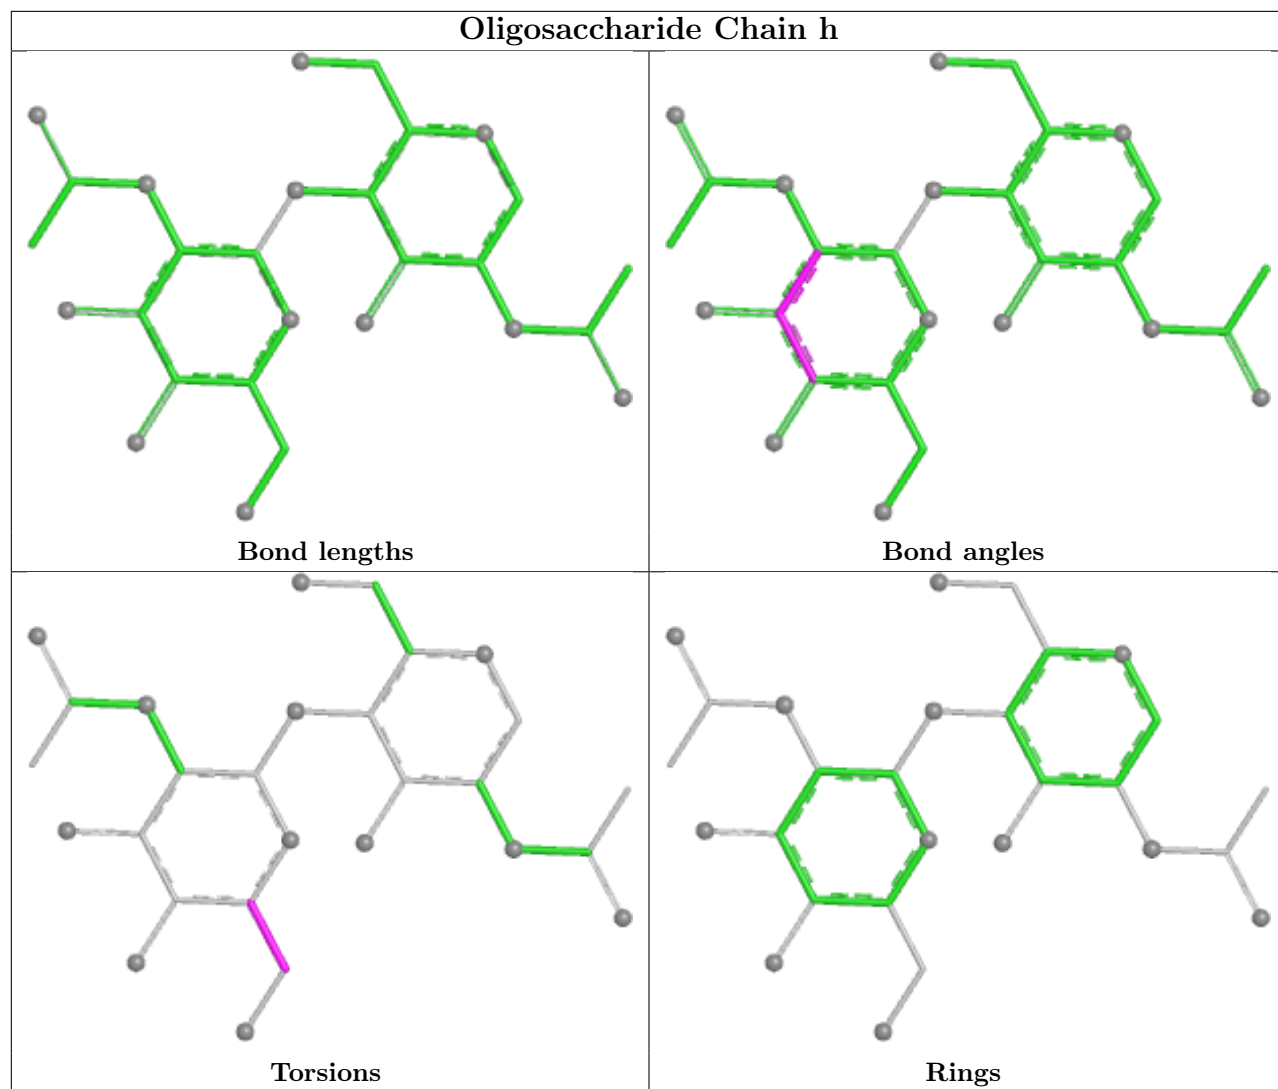 Oligosaccharide Chain h
Bond lengths
Bond angles
Torsions
Rings